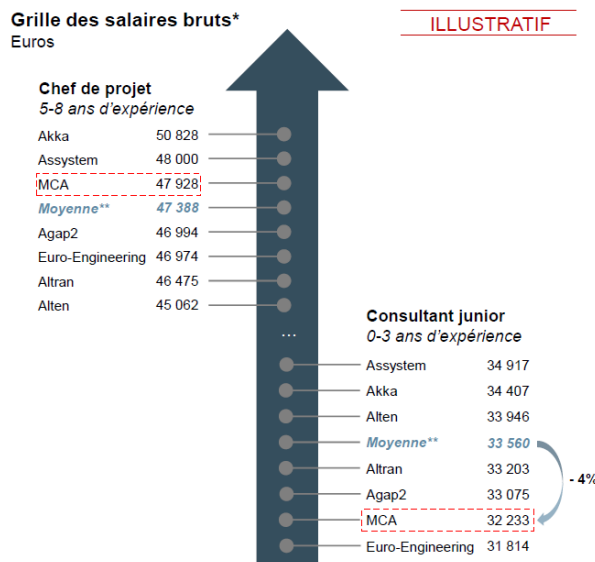 Grille des salaires bruts*
Euros
ILLUSTRATIF
Chef de projet
5-8 ans d'expérience
Akka 50 828
Assystem 48 000
MCA 47 928
Moyenne** 47 388
Agap2 46 994
Euro-Engineering 46 974
Altran 46 475
Alten 45 062
...
Consultant junior
0-3 ans d'expérience
Assystem 34 917
Akka 34 407
Alten 33 946
Moyenne** 33 560
Altran 33 203
- 4%
Agap2 33 075
MCA 32 233
Euro-Engineering 31 814